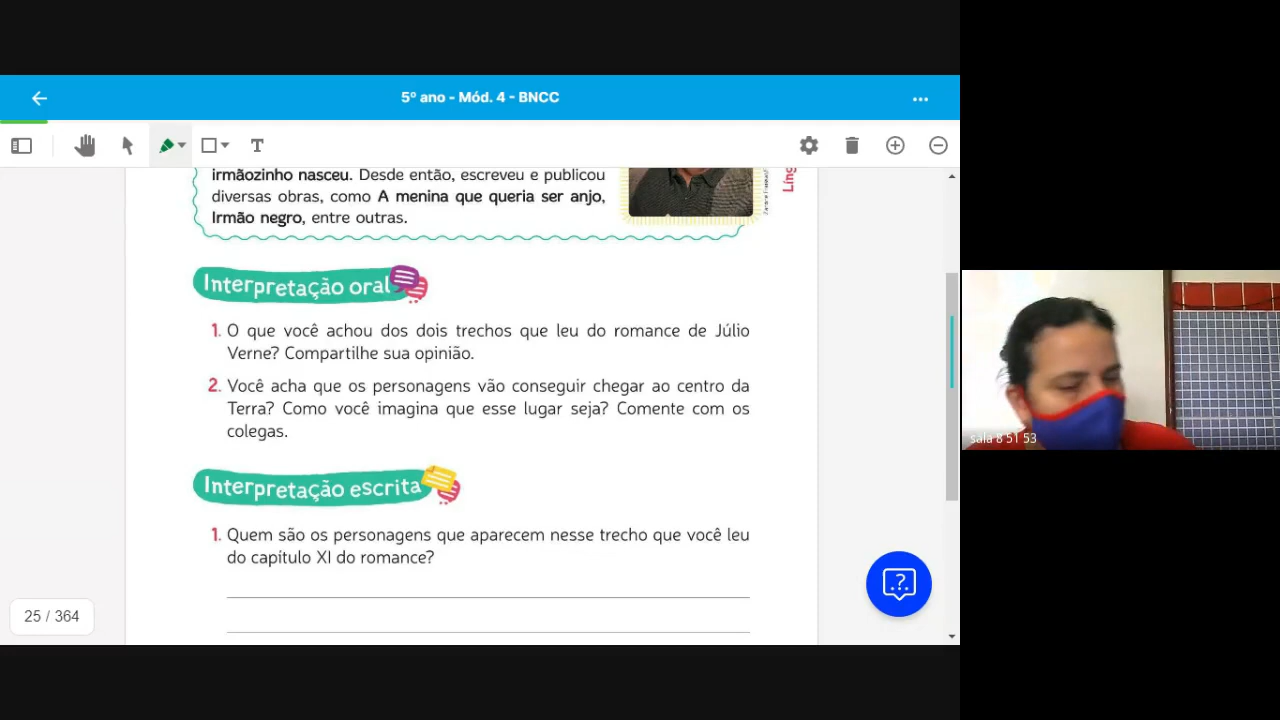 5º ano - Mód. 4 - BNCC
T
irmãozinho nasceu. Desde então, escreveu e publicou
diversas obras, como A menina que queria ser anjo,
Irmão negro, entre outras.
Líng
Interpretação oral
1. O que você achou dos dois trechos que leu do romance de Júlio
Verne? Compartilhe sua opinião.
2. Você acha que os personagens vão conseguir chegar ao centro da
Terra? Como você imagina que esse lugar seja? Comente com os
colegas.
Interpretação escrita
1. Quem são os personagens que aparecem nesse trecho que você leu
do capítulo XI do romance?
25 / 364
sala 8 51 53